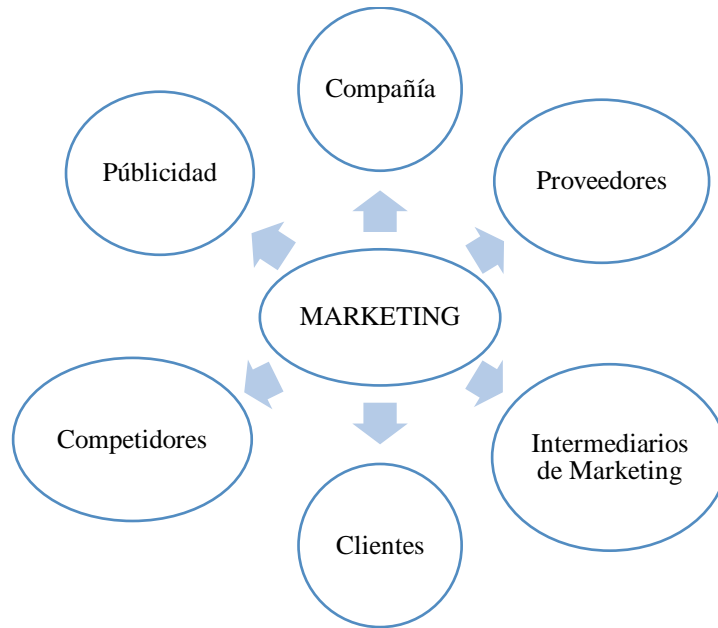 Compañía
Públicidad
Proveedores
MARKETING
Competidores
Intermediarios
de Marketing
Clientes